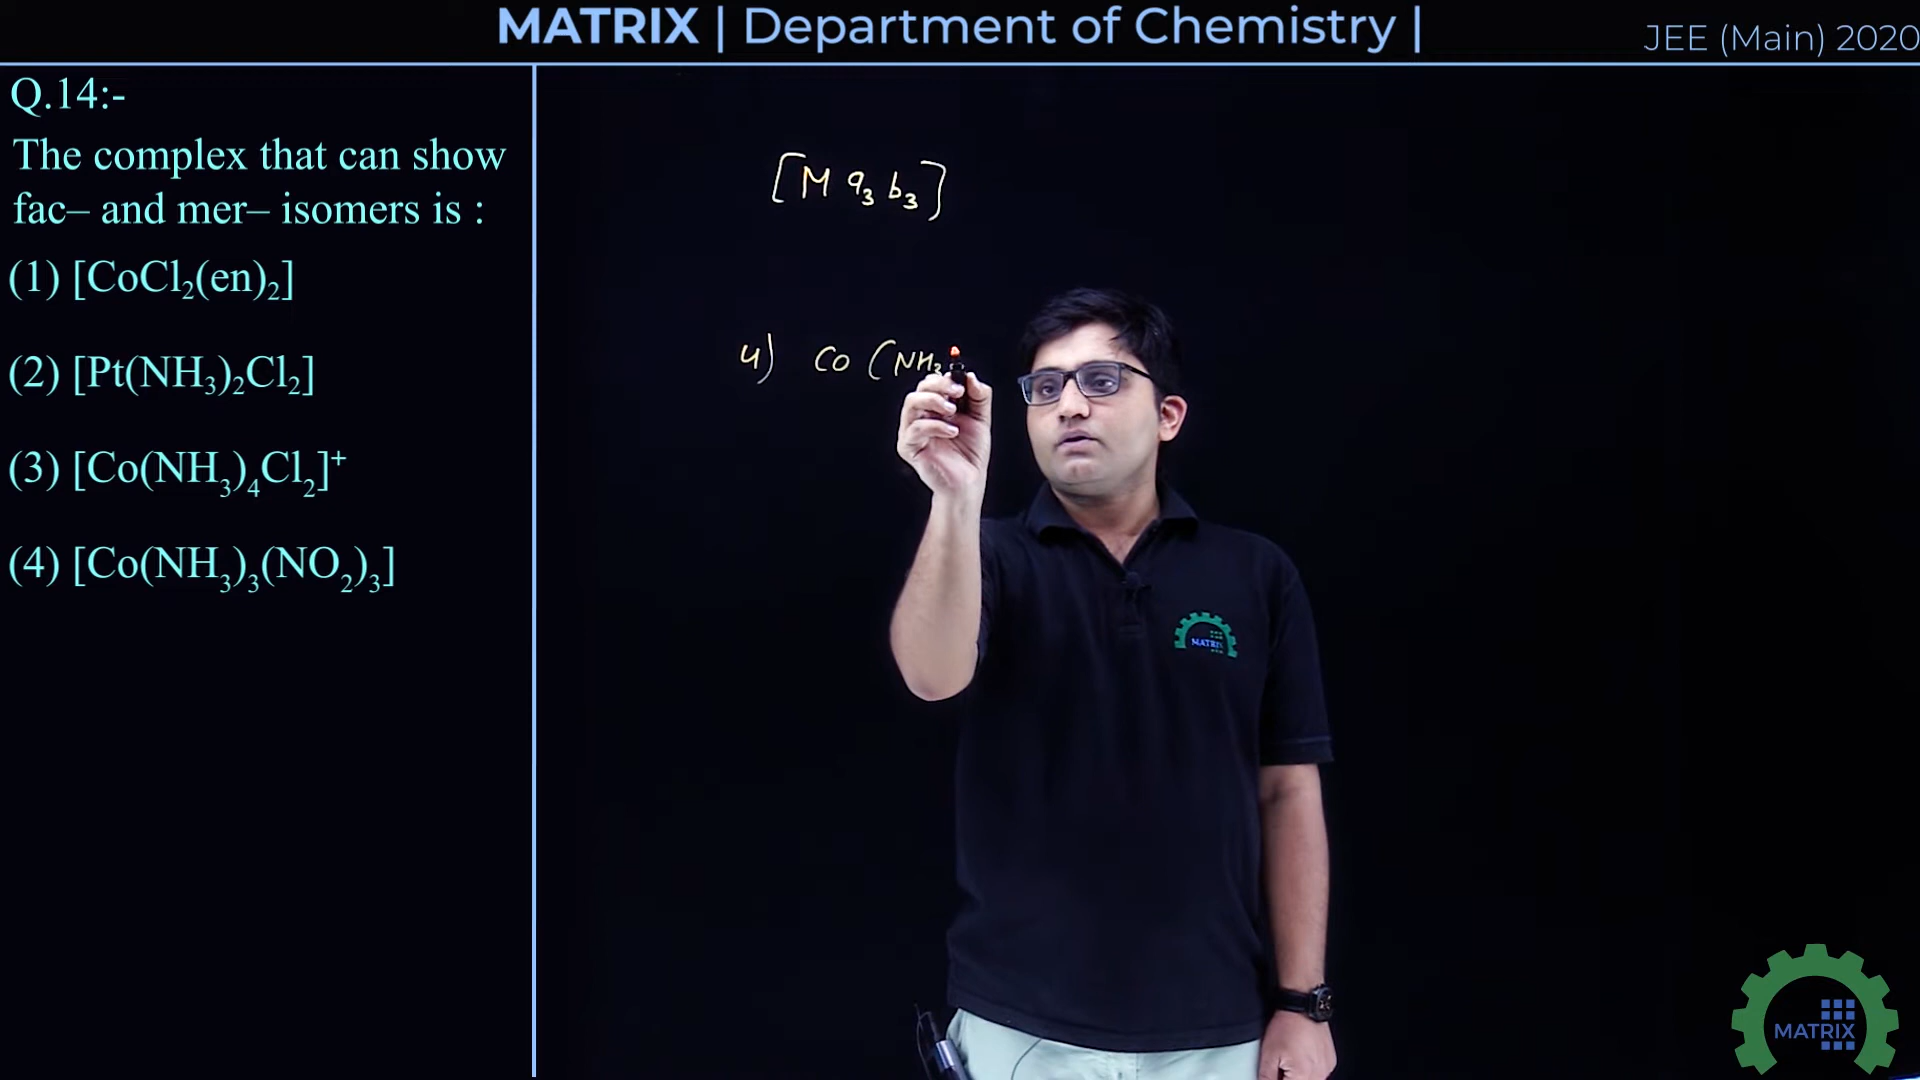 MATRIX | Department of Chemistry |
JEE (Main) 2020
Q.14:-
The complex that can show
fac– and mer– isomers is :
(1) [CoCl₂(en)₂]
(2) [Pt(NH₃)₂Cl₂]
(3) [Co(NH₃)₄Cl₂]⁺
(4) [Co(NH₃)₃(NO₂)₃]
[M a₃ b₃]
4) Co (NH₃
MATRIX
MATRIX